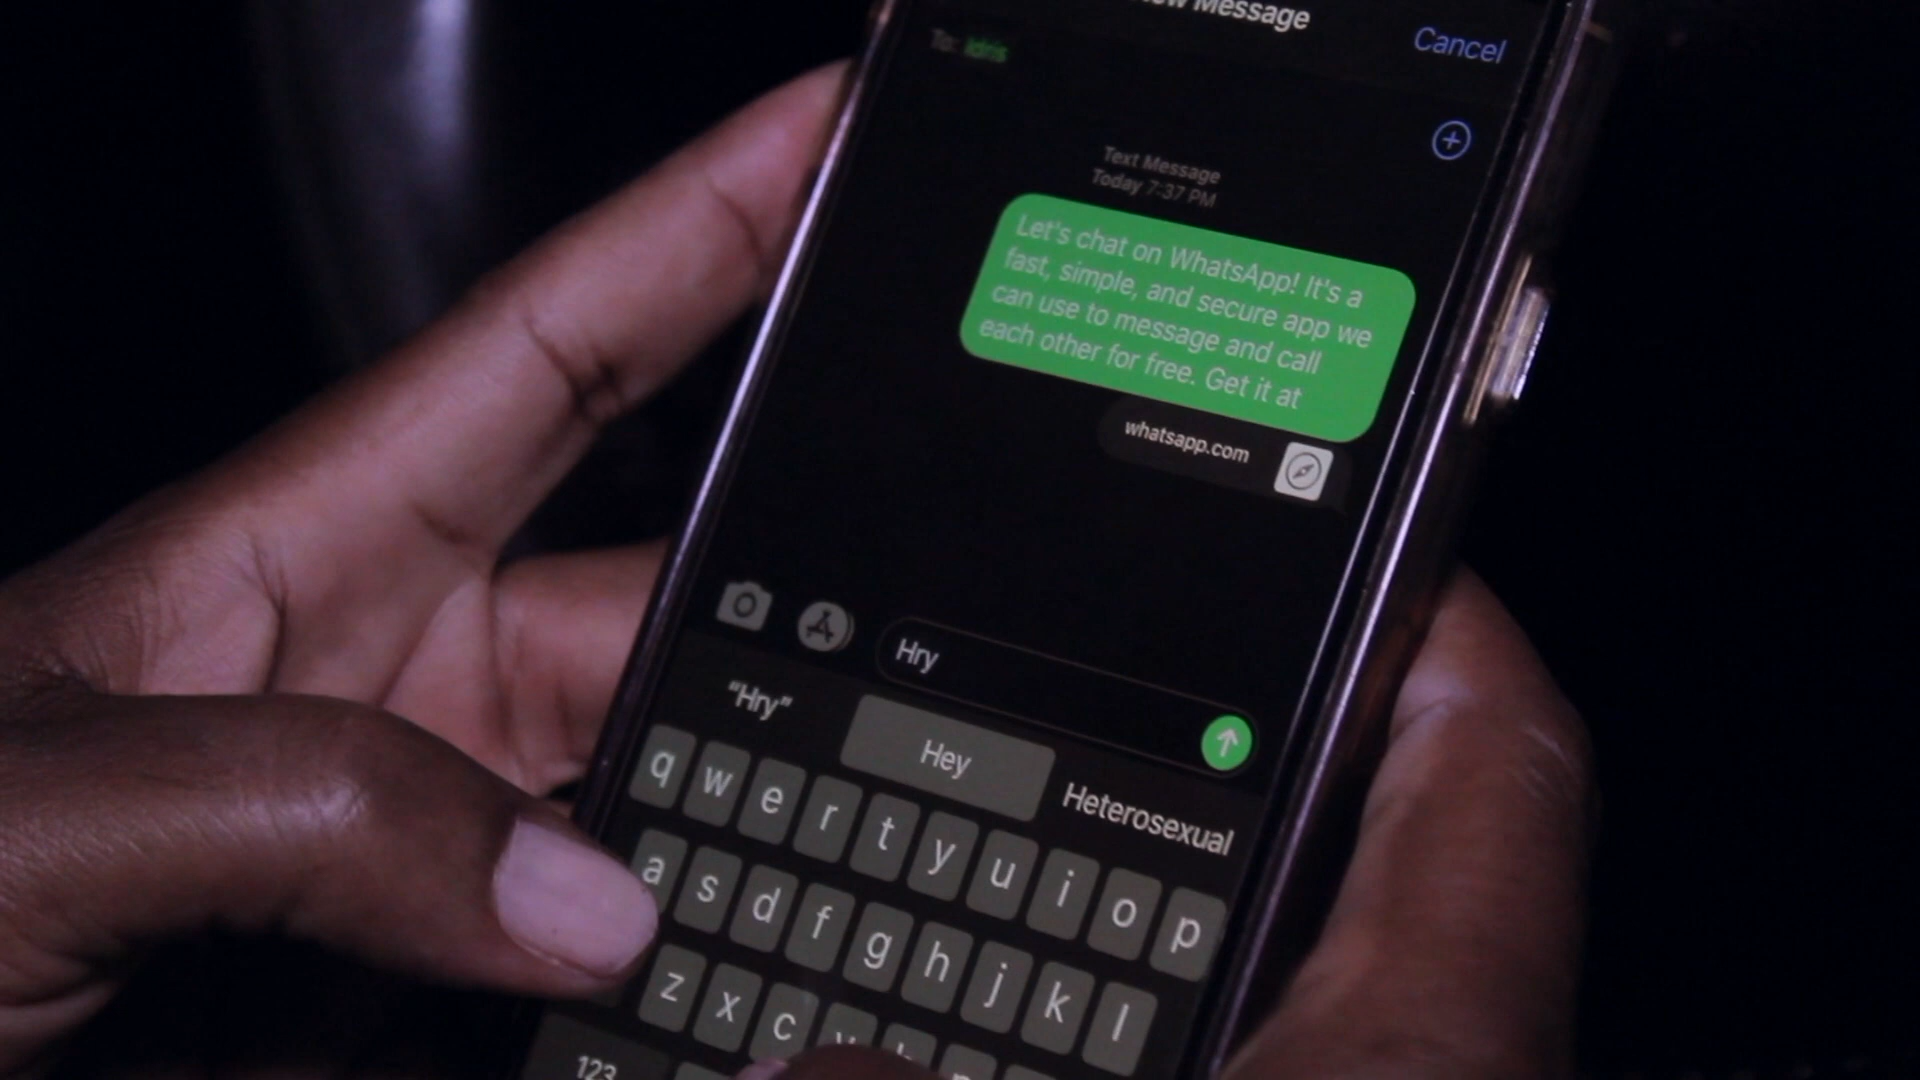 New Message
Cancel
To: Idris
Text Message
Today 7:37 PM
Let's chat on WhatsApp! It's a
fast, simple, and secure app we
can use to message and call
each other for free. Get it at
whatsapp.com
Hry
"Hry" Hey Heterosexual
q w e r t y u i o p
a s d f g h j k l
z x c
123